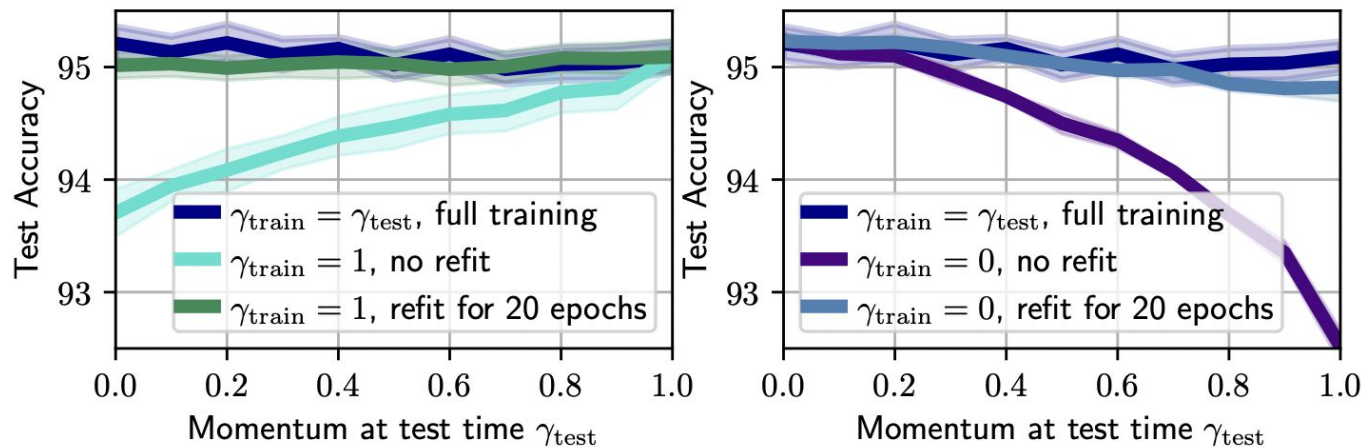 Test Accuracy
95
94
93
γtrain = γtest, full training
γtrain = 1, no refit
γtrain = 1, refit for 20 epochs
0.0 0.2 0.4 0.6 0.8 1.0
Momentum at test time γtest
Test Accuracy
95
94
93
γtrain = γtest, full training
γtrain = 0, no refit
γtrain = 0, refit for 20 epochs
0.0 0.2 0.4 0.6 0.8 1.0
Momentum at test time γtest